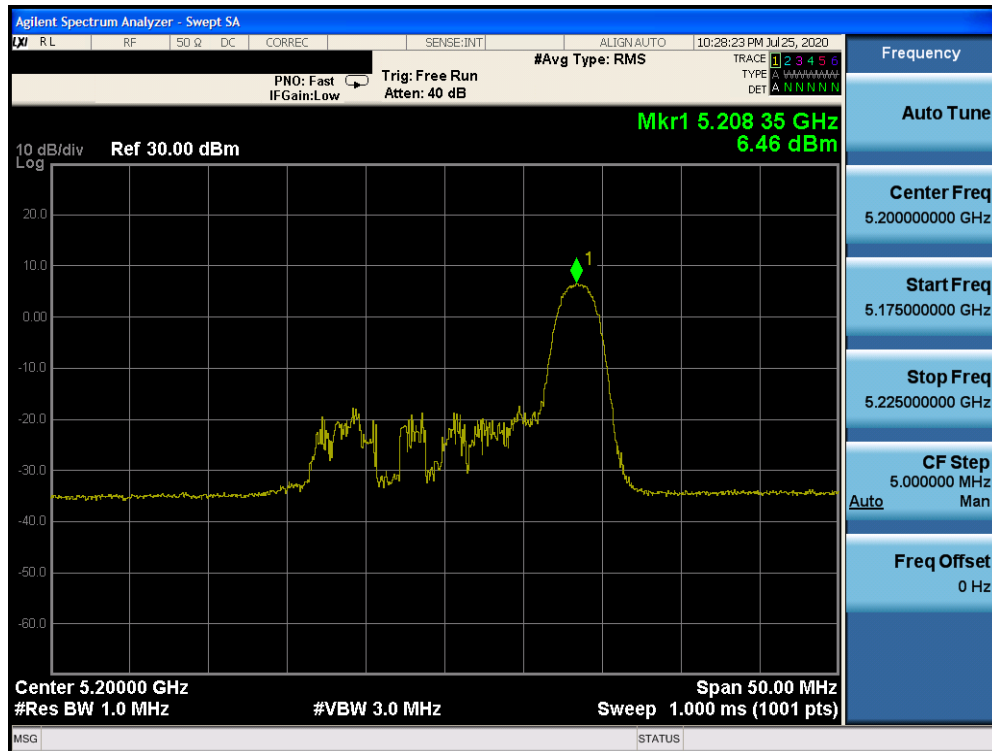 Agilent Spectrum Analyzer - Swept SA
LXI RL RF 50 Ω DC CORREC SENSE:INT ALIGN AUTO 10:28:23 PM Jul 25, 2020
#Avg Type: RMS TRACE 1 2 3 4 5 6
PNO: Fast Trig: Free Run TYPE A WWWWW
IFGain:Low Atten: 40 dB DET A N N N N N
Mkr1 5.208 35 GHz
6.46 dBm
10 dB/div Ref 30.00 dBm
Log
20.0
10.0
1
0.00
-10.0
-20.0
-30.0
-40.0
-50.0
-60.0
Center 5.20000 GHz Span 50.00 MHz
#Res BW 1.0 MHz #VBW 3.0 MHz Sweep 1.000 ms (1001 pts)
MSG STATUS
Frequency
Auto Tune
Center Freq
5.200000000 GHz
Start Freq
5.175000000 GHz
Stop Freq
5.225000000 GHz
CF Step
5.000000 MHz
Auto Man
Freq Offset
0 Hz